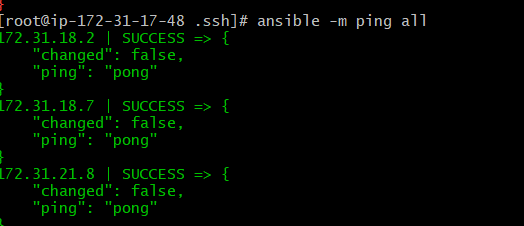 }
[root@ip-172-31-17-48 .ssh]# ansible -m ping all
172.31.18.2 | SUCCESS => {
    "changed": false,
    "ping": "pong"
}
172.31.18.7 | SUCCESS => {
    "changed": false,
    "ping": "pong"
}
172.31.21.8 | SUCCESS => {
    "changed": false,
    "ping": "pong"
}